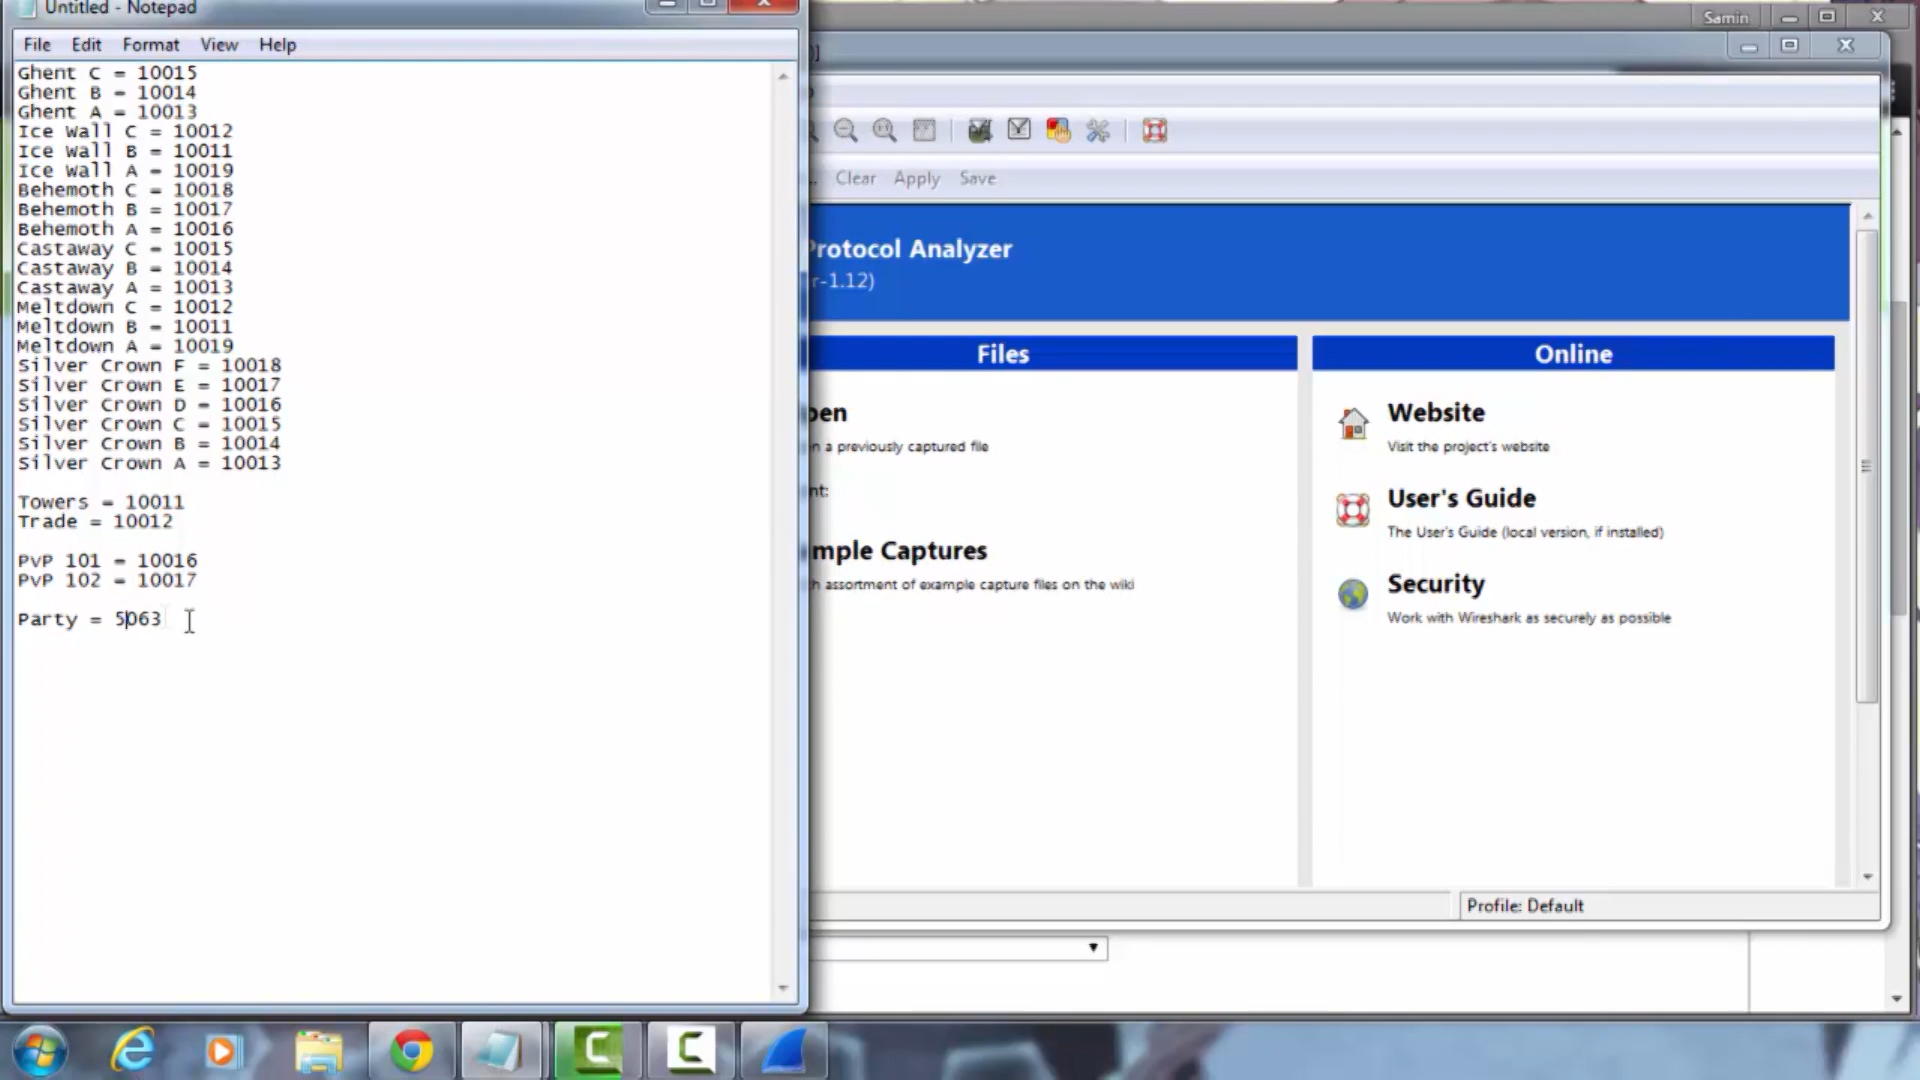 Untitled - Notepad
File Edit Format View Help
Ghent C = 10015
Ghent B = 10014
Ghent A = 10013
Ice Wall C = 10012
Ice Wall B = 10011
Ice Wall A = 10019
Behemoth C = 10018
Behemoth B = 10017
Behemoth A = 10016
Castaway C = 10015
Castaway B = 10014
Castaway A = 10013
Meltdown C = 10012
Meltdown B = 10011
Meltdown A = 10019
Silver Crown F = 10018
Silver Crown E = 10017
Silver Crown D = 10016
Silver Crown C = 10015
Silver Crown B = 10014
Silver Crown A = 10013
Towers = 10011
Trade = 10012
PvP 101 = 10016
PvP 102 = 10017
Party = 5063
Samin
Clear Apply Save
Protocol Analyzer
r-1.12)
Files
pen
n a previously captured file
nt:
mple Captures
h assortment of example capture files on the wiki
Online
Website
Visit the project's website
User's Guide
The User's Guide (local version, if installed)
Security
Work with Wireshark as securely as possible
Profile: Default